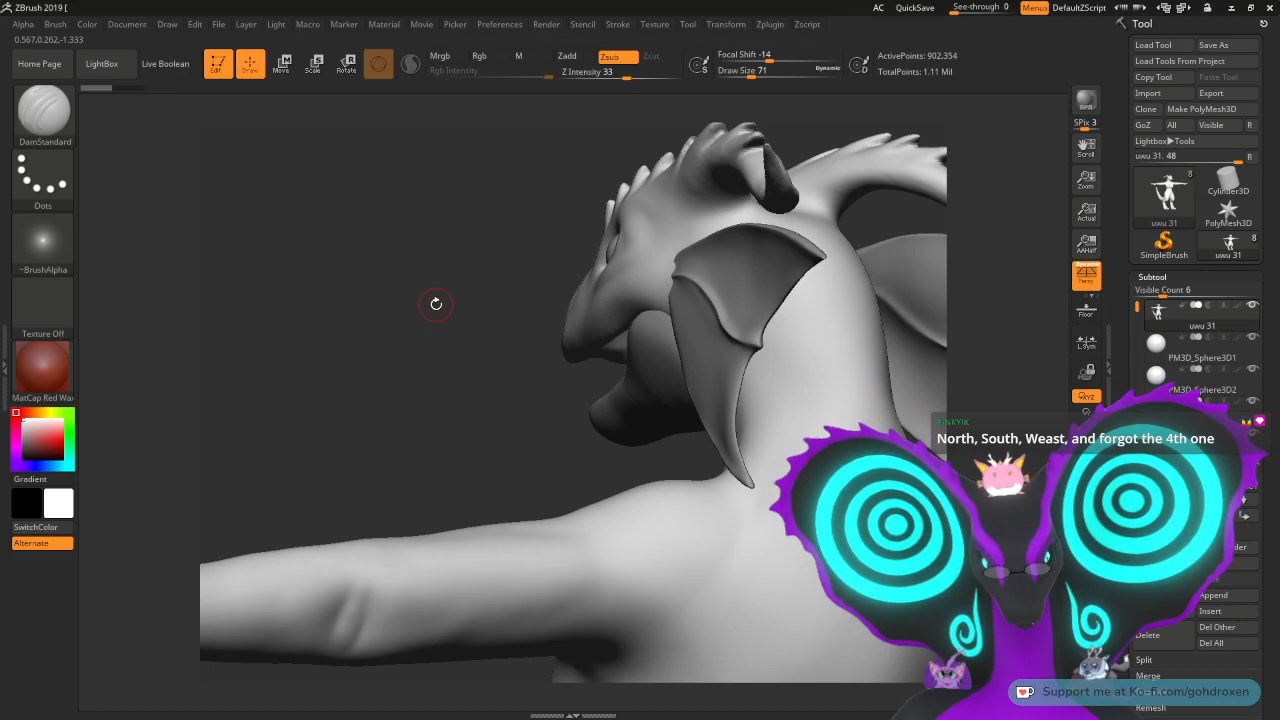 ZBrush 2019 [
AC QuickSave See-through 0 Menus DefaultZScript
Alpha Brush Color Document Draw Edit File Layer Light Macro Marker Material Movie Picker Preferences Render Stencil Stroke Texture Tool Transform Zplugin Zscript
0.567,0.262,-1.333
Tool
Home Page LightBox Live Boolean Edit Draw Move Scale Rotate
Mrgb Rgb M Zadd Zsub Zcut
Rgb Intensity Z Intensity 33
Focal Shift -14
Draw Size 71 Dynamic
S
D
ActivePoints: 902,354
TotalPoints: 1.11 Mil
DamStandard
Dots
~BrushAlpha
Texture Off
MatCap Red Wa
Gradient
SwitchColor
Alternate
BPR
SPix 3
Scroll
Zoom
Actual
AAHalf
Dynamic
Persp
Floor
L.Sym
XYZ
Load Tool Save As
Load Tools From Project
Copy Tool Paste Tool
Import Export
Clone Make PolyMesh3D
GoZ All Visible R
Lightbox▶Tools
uwu 31. 48 R
8
uwu 31
Cylinder3D
PolyMesh3D
SimpleBrush
8
uwu 31
Subtool
Visible Count 6
uwu 31
PM3D_Sphere3D1
PM3D_Sphere3D2
North, South, Weast, and forgot the 4th one
Append
Insert
Delete
Del Other
Del All
Split
Merge
Remesh
Support me at Ko-fi.com/gohdroxen